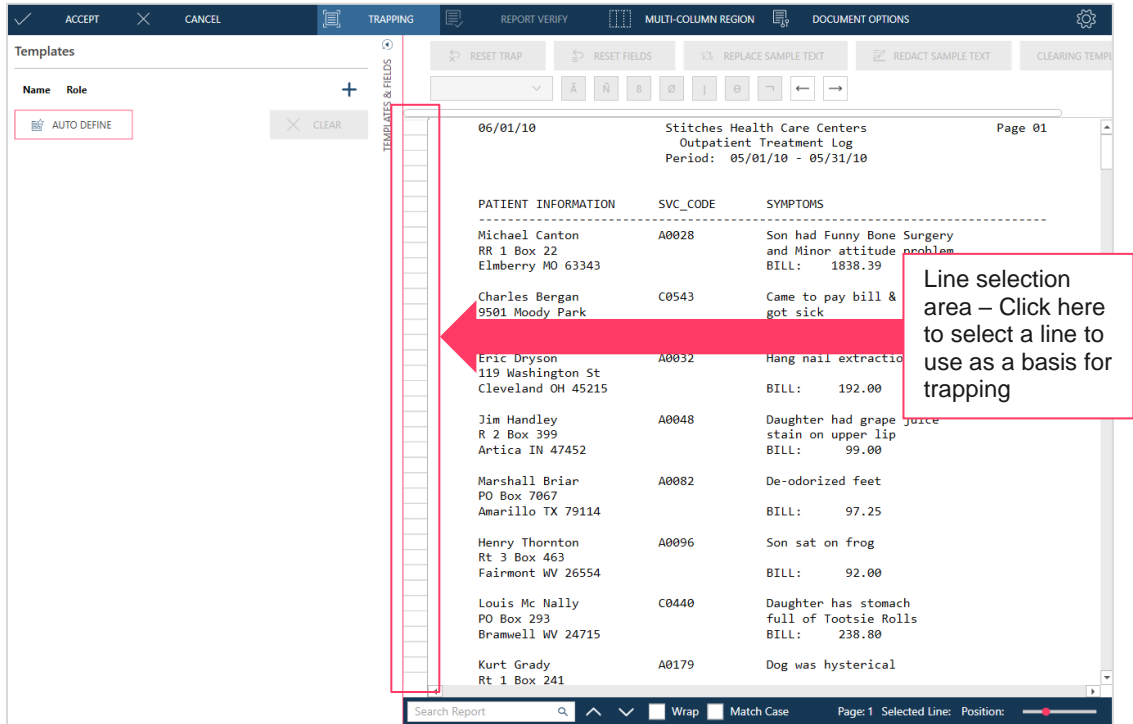 ACCEPT CANCEL TRAPPING REPORT VERIFY MULTI-COLUMN REGION DOCUMENT OPTIONS
Templates
Name Role
AUTO DEFINE CLEAR
TEMPLATES & FIELDS
RESET TRAP RESET FIELDS REPLACE SAMPLE TEXT REDACT SAMPLE TEXT CLEARING TEMPL
Ã Ñ ß Ø | Θ ¬ ← →
06/01/10 Stitches Health Care Centers Page 01
Outpatient Treatment Log
Period: 05/01/10 - 05/31/10
PATIENT INFORMATION SVC_CODE SYMPTOMS
--------------------------------------------------------------------------------
Michael Canton A0028 Son had Funny Bone Surgery
RR 1 Box 22 and Minor attitude problem
Elmberry MO 63343 BILL: 1838.39
Charles Bergan C0543 Came to pay bill &
9501 Moody Park got sick
Eric Dryson A0032 Hang nail extractio
119 Washington St
Cleveland OH 45215 BILL: 192.00
Jim Handley A0048 Daughter had grape juice
R 2 Box 399 stain on upper lip
Artica IN 47452 BILL: 99.00
Marshall Briar A0082 De-odorized feet
PO Box 7067
Amarillo TX 79114 BILL: 97.25
Henry Thornton A0096 Son sat on frog
Rt 3 Box 463
Fairmont WV 26554 BILL: 92.00
Louis Mc Nally C0440 Daughter has stomach
PO Box 293 full of Tootsie Rolls
Bramwell WV 24715 BILL: 238.80
Kurt Grady A0179 Dog was hysterical
Rt 1 Box 241
Line selection
area – Click here
to select a line to
use as a basis for
trapping
Search Report Wrap Match Case Page: 1 Selected Line: Position: